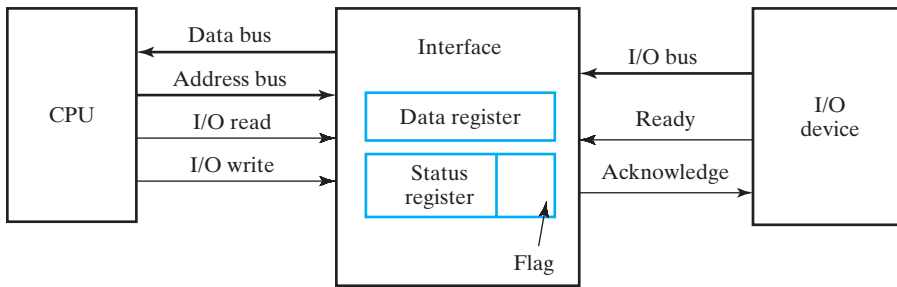 CPU
Data bus
Address bus
I/O read
I/O write
Interface
Data register
Status
register
Flag
I/O bus
Ready
Acknowledge
I/O
device